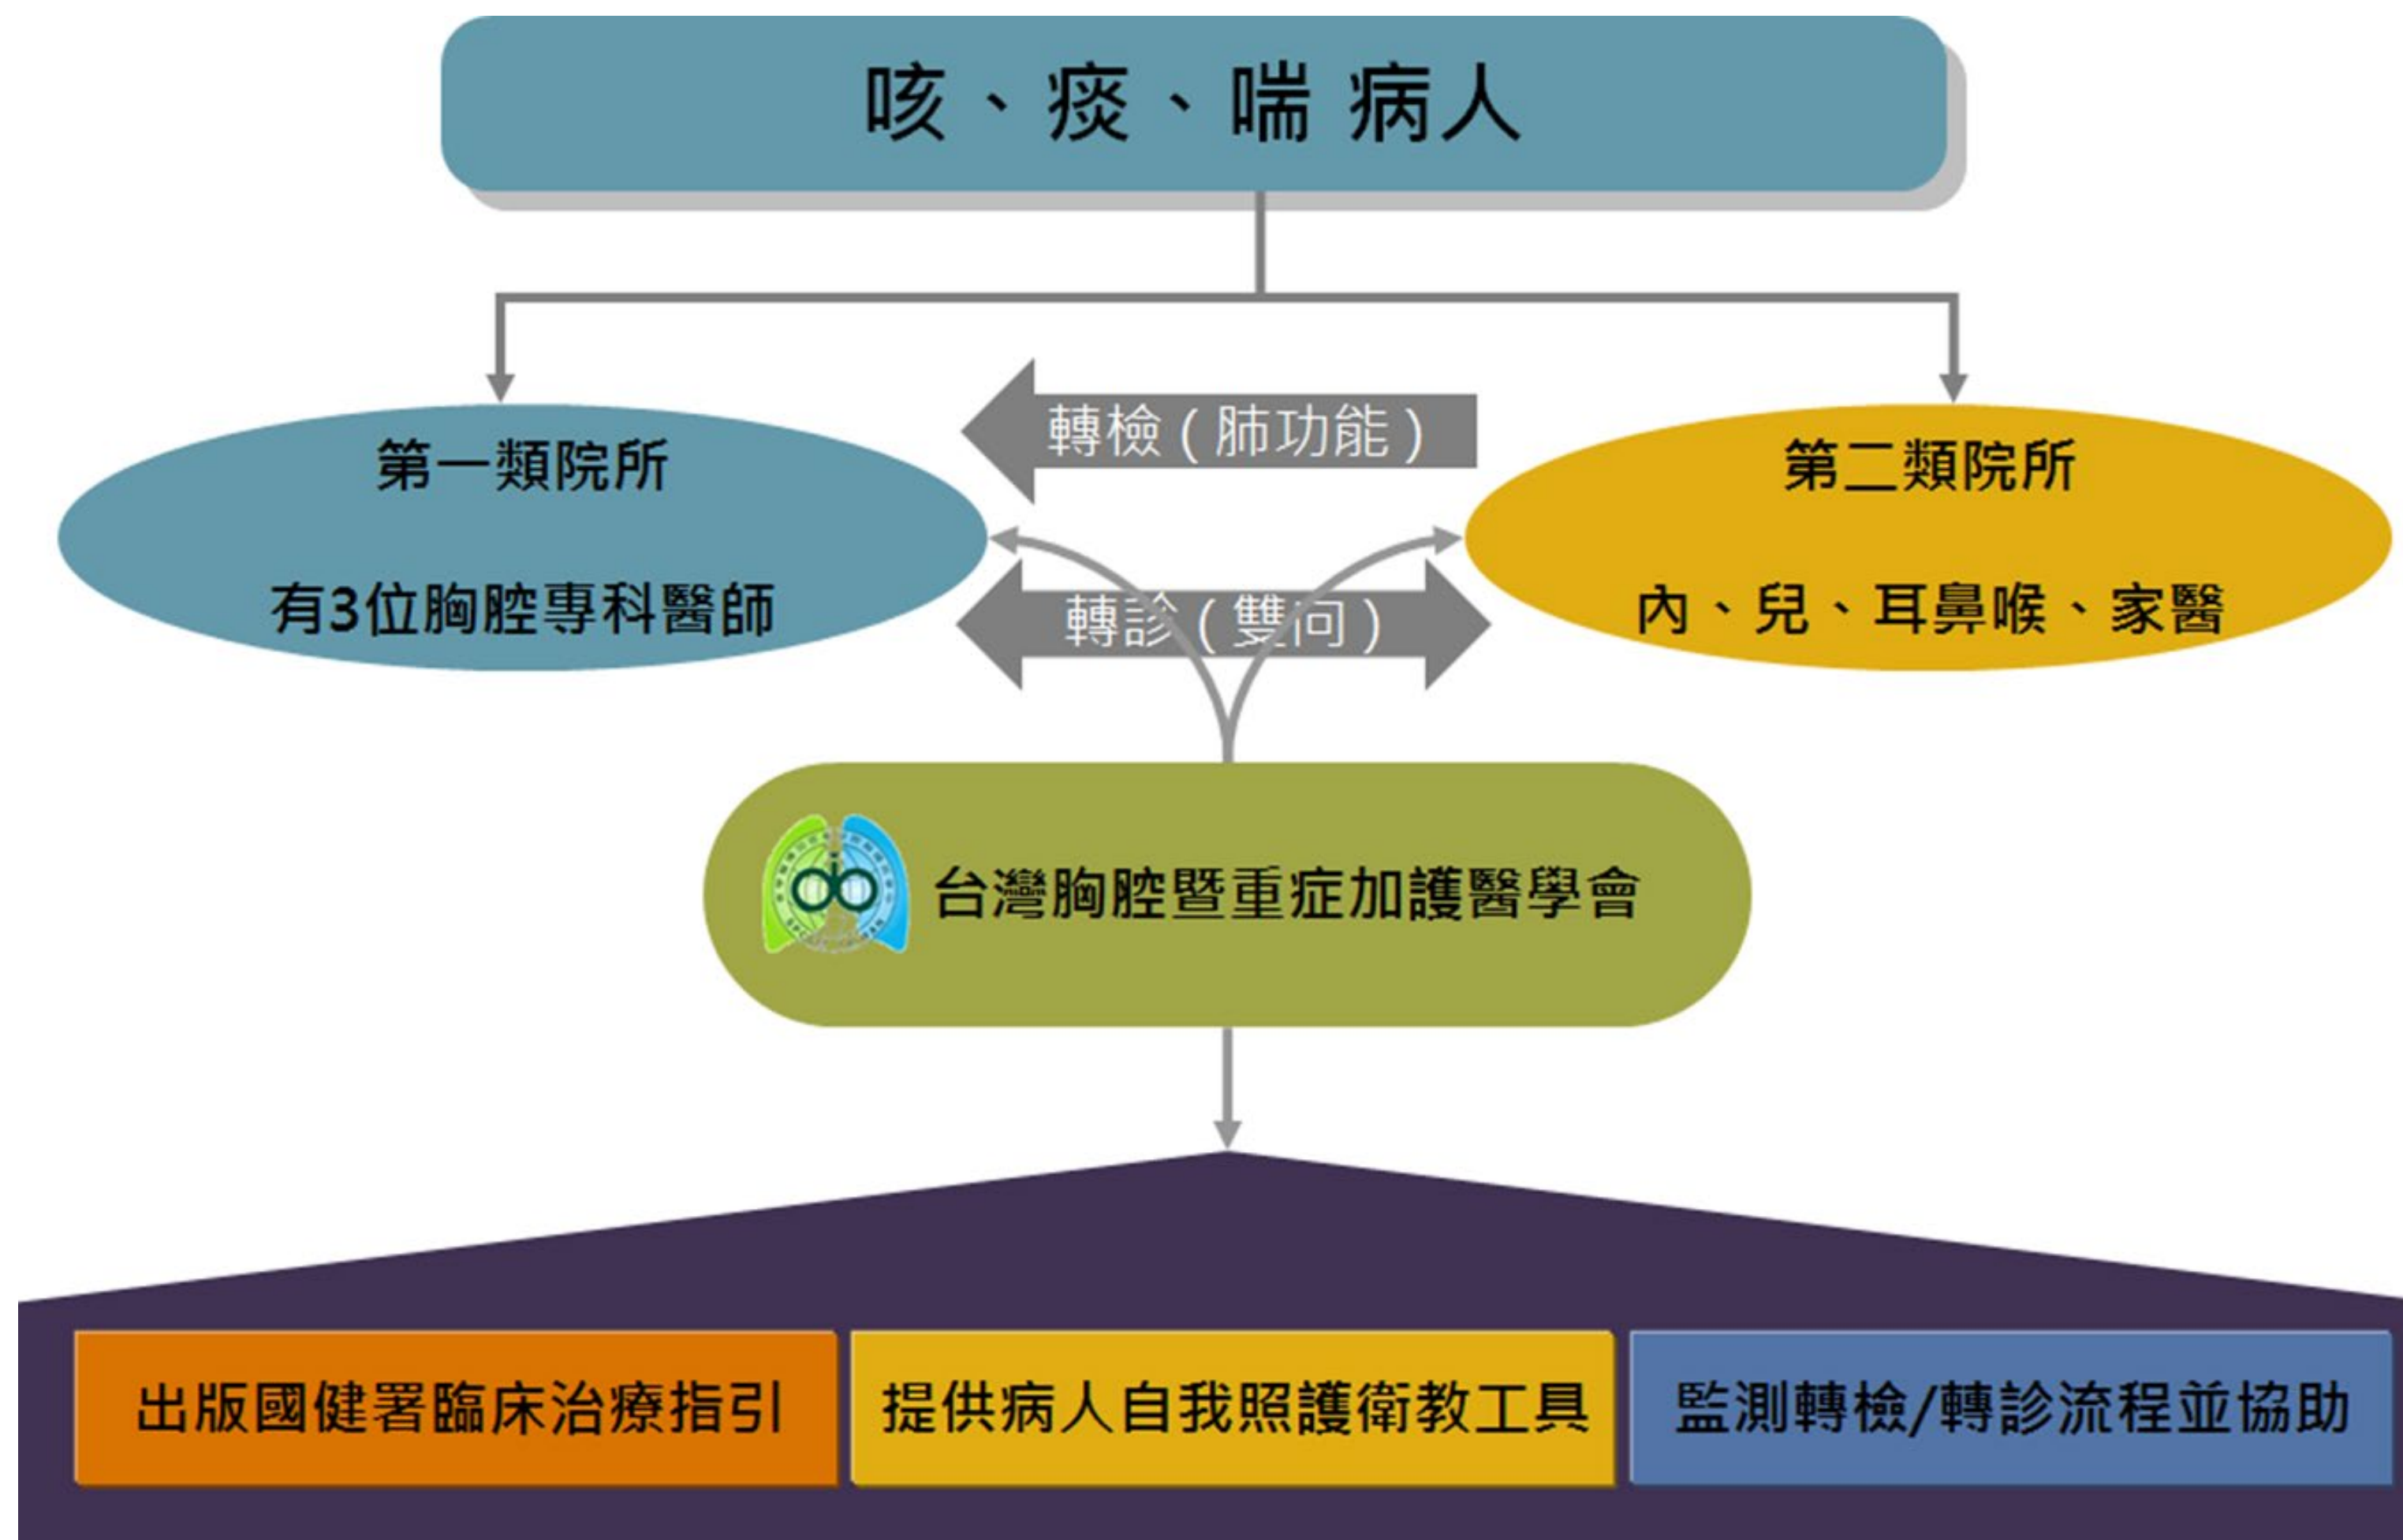 咳、痰、喘 病人
轉檢(肺功能)
第一類院所
有3位胸腔專科醫師
第二類院所
內、兒、耳鼻喉、家醫
轉診(雙向)
台灣胸腔暨重症加護醫學會
出版國健署臨床治療指引
提供病人自我照護衛教工具
監測轉檢/轉診流程並協助